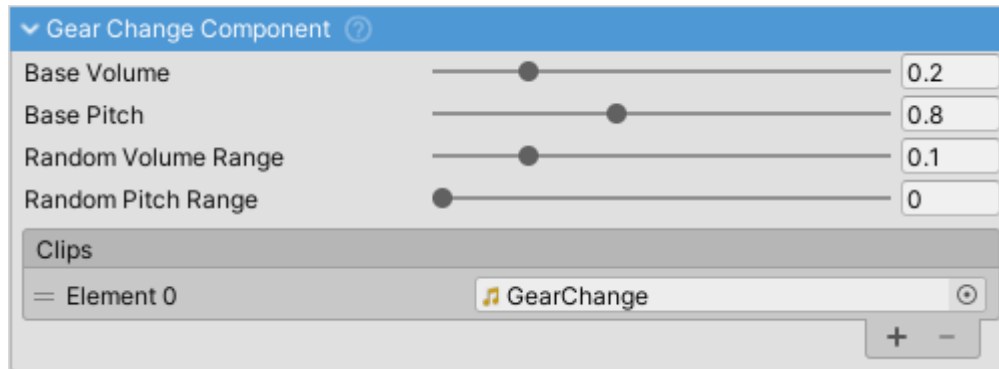 Gear Change Component ?
Base Volume 0.2
Base Pitch 0.8
Random Volume Range 0.1
Random Pitch Range 0
Clips
= Element 0 GearChange
+ −